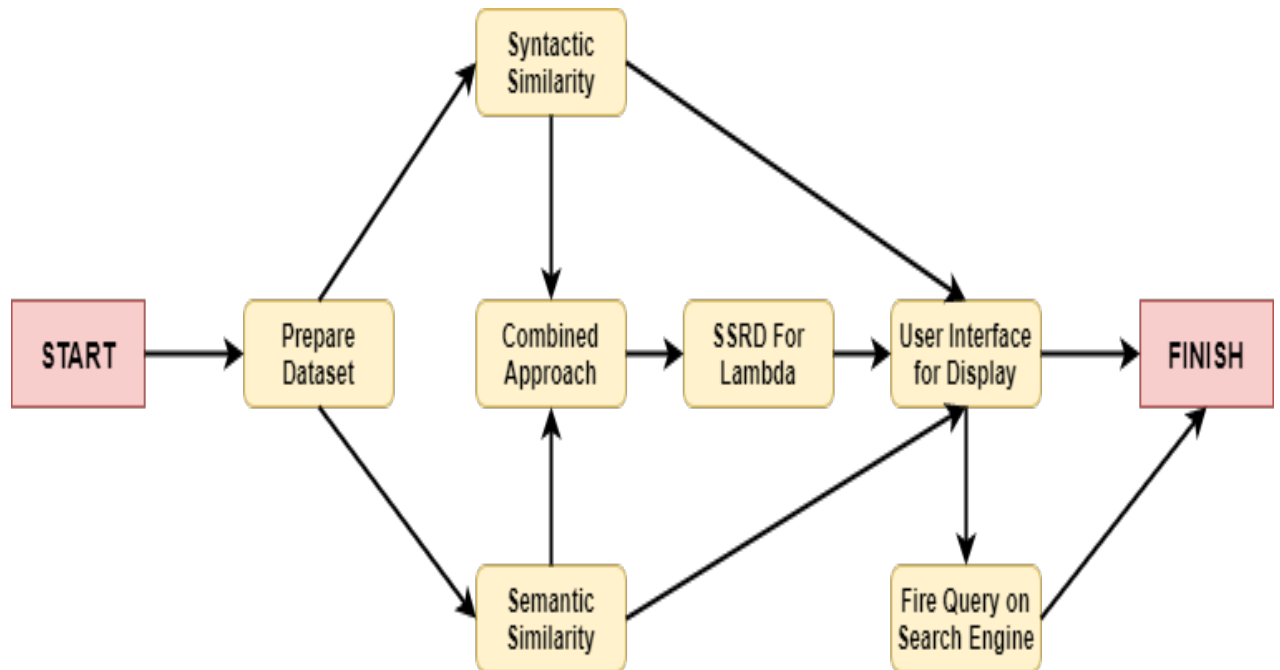 Syntactic
Similarity
START
Prepare
Dataset
Combined
Approach
SSRD For
Lambda
User Interface
for Display
FINISH
Semantic
Similarity
Fire Query on
Search Engine